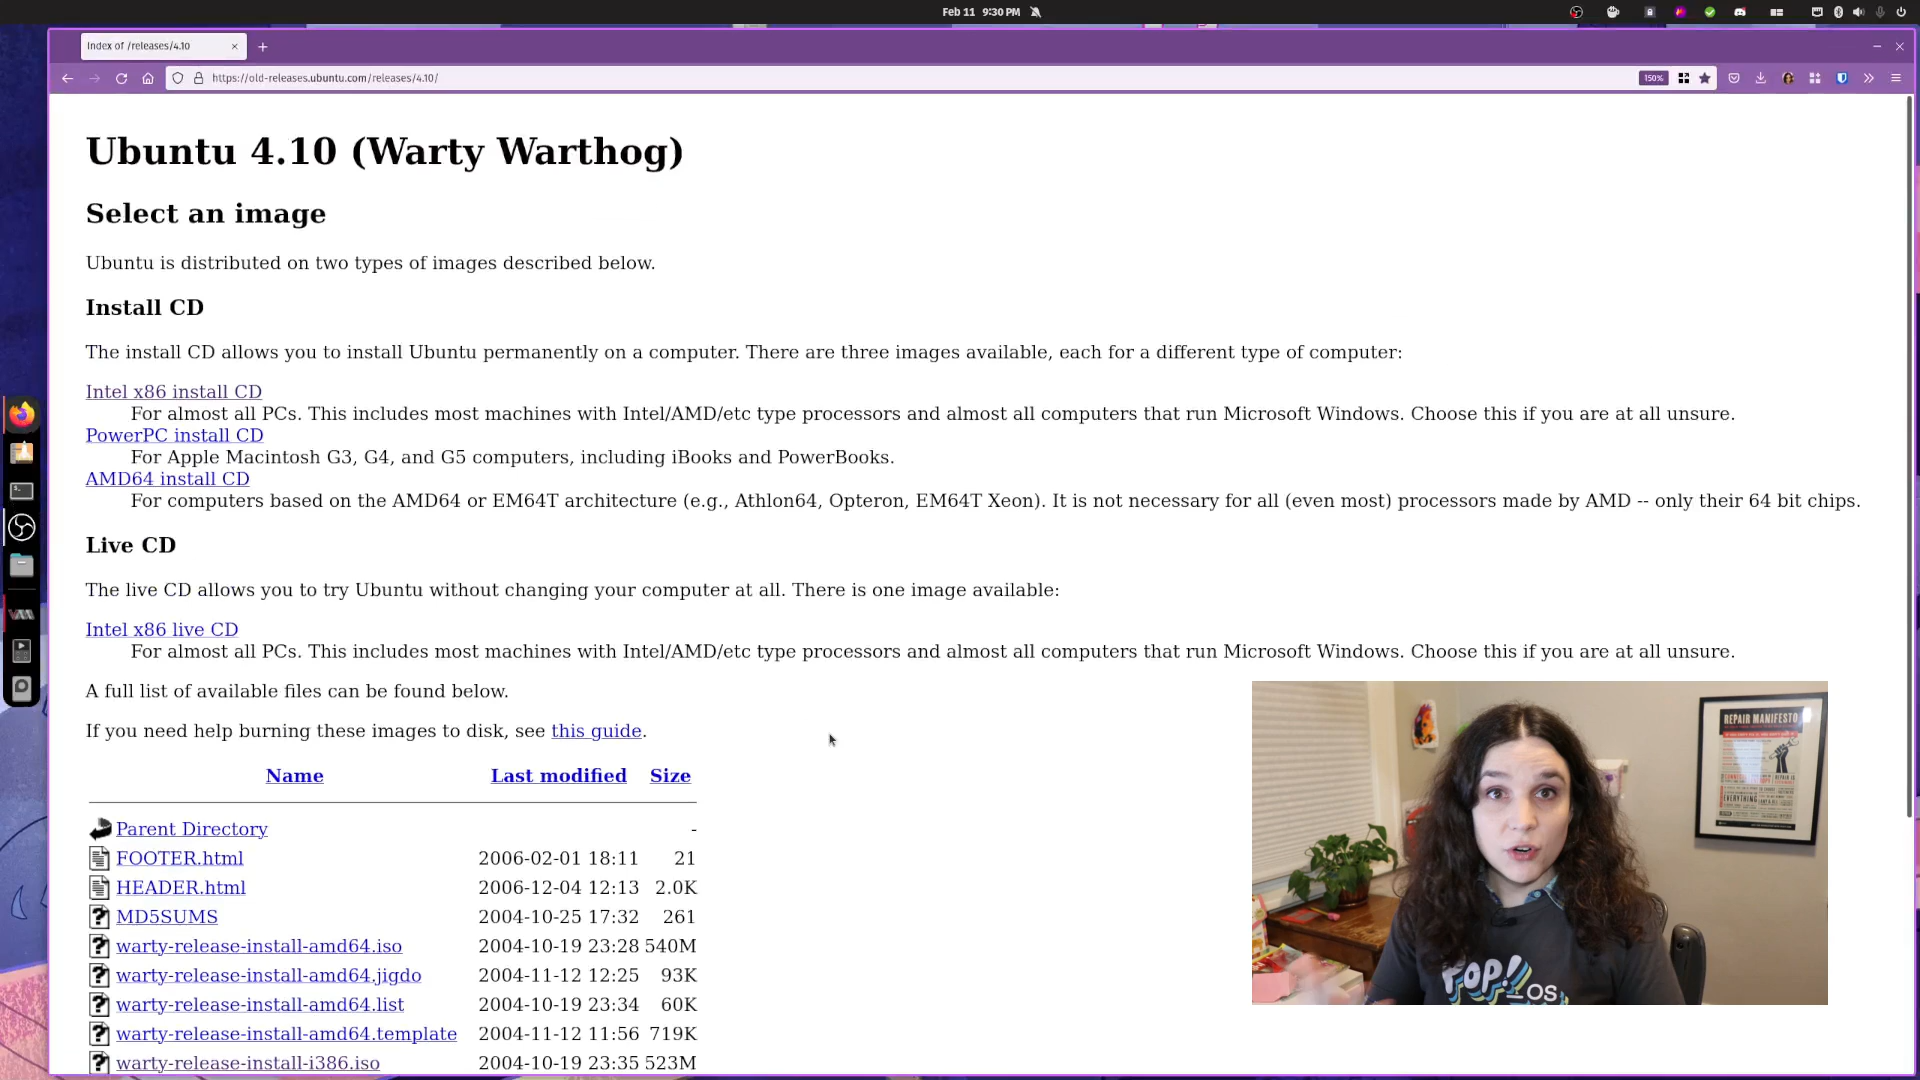 Feb 11 9:30 PM
Index of /releases/4.10
https://old-releases.ubuntu.com/releases/4.10/
150%
Ubuntu 4.10 (Warty Warthog)
Select an image
Ubuntu is distributed on two types of images described below.
Install CD
The install CD allows you to install Ubuntu permanently on a computer. There are three images available, each for a different type of computer:
Intel x86 install CD
For almost all PCs. This includes most machines with Intel/AMD/etc type processors and almost all computers that run Microsoft Windows. Choose this if you are at all unsure.
PowerPC install CD
For Apple Macintosh G3, G4, and G5 computers, including iBooks and PowerBooks.
AMD64 install CD
For computers based on the AMD64 or EM64T architecture (e.g., Athlon64, Opteron, EM64T Xeon). It is not necessary for all (even most) processors made by AMD -- only their 64 bit chips.
Live CD
The live CD allows you to try Ubuntu without changing your computer at all. There is one image available:
Intel x86 live CD
For almost all PCs. This includes most machines with Intel/AMD/etc type processors and almost all computers that run Microsoft Windows. Choose this if you are at all unsure.
A full list of available files can be found below.
If you need help burning these images to disk, see this guide.
Name Last modified Size
Parent Directory -
FOOTER.html 2006-02-01 18:11 21
HEADER.html 2006-12-04 12:13 2.0K
MD5SUMS 2004-10-25 17:32 261
warty-release-install-amd64.iso 2004-10-19 23:28 540M
warty-release-install-amd64.jigdo 2004-11-12 12:25 93K
warty-release-install-amd64.list 2004-10-19 23:34 60K
warty-release-install-amd64.template 2004-11-12 11:56 719K
warty-release-install-i386.iso 2004-10-19 23:35 523M
REPAIR MANIFESTO
EVERYTHING
POP!_OS